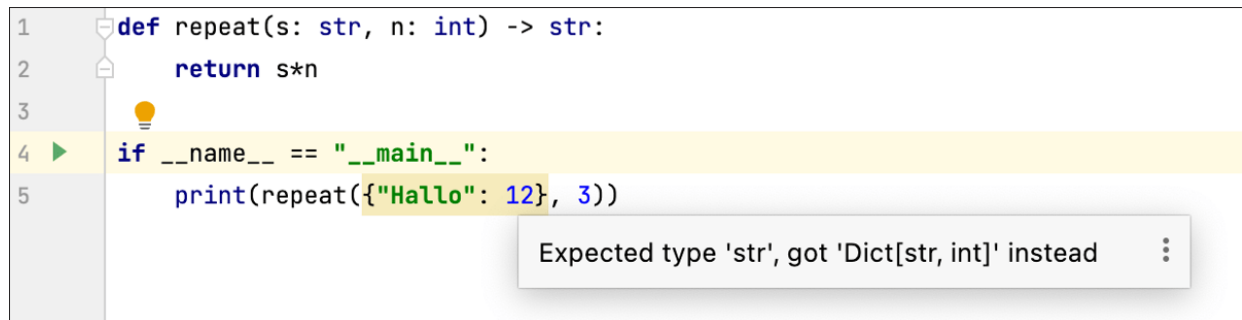 1 def repeat(s: str, n: int) -> str:
2     return s*n
3
4 if __name__ == "__main__":
5     print(repeat({"Hallo": 12}, 3))
Expected type 'str', got 'Dict[str, int]' instead